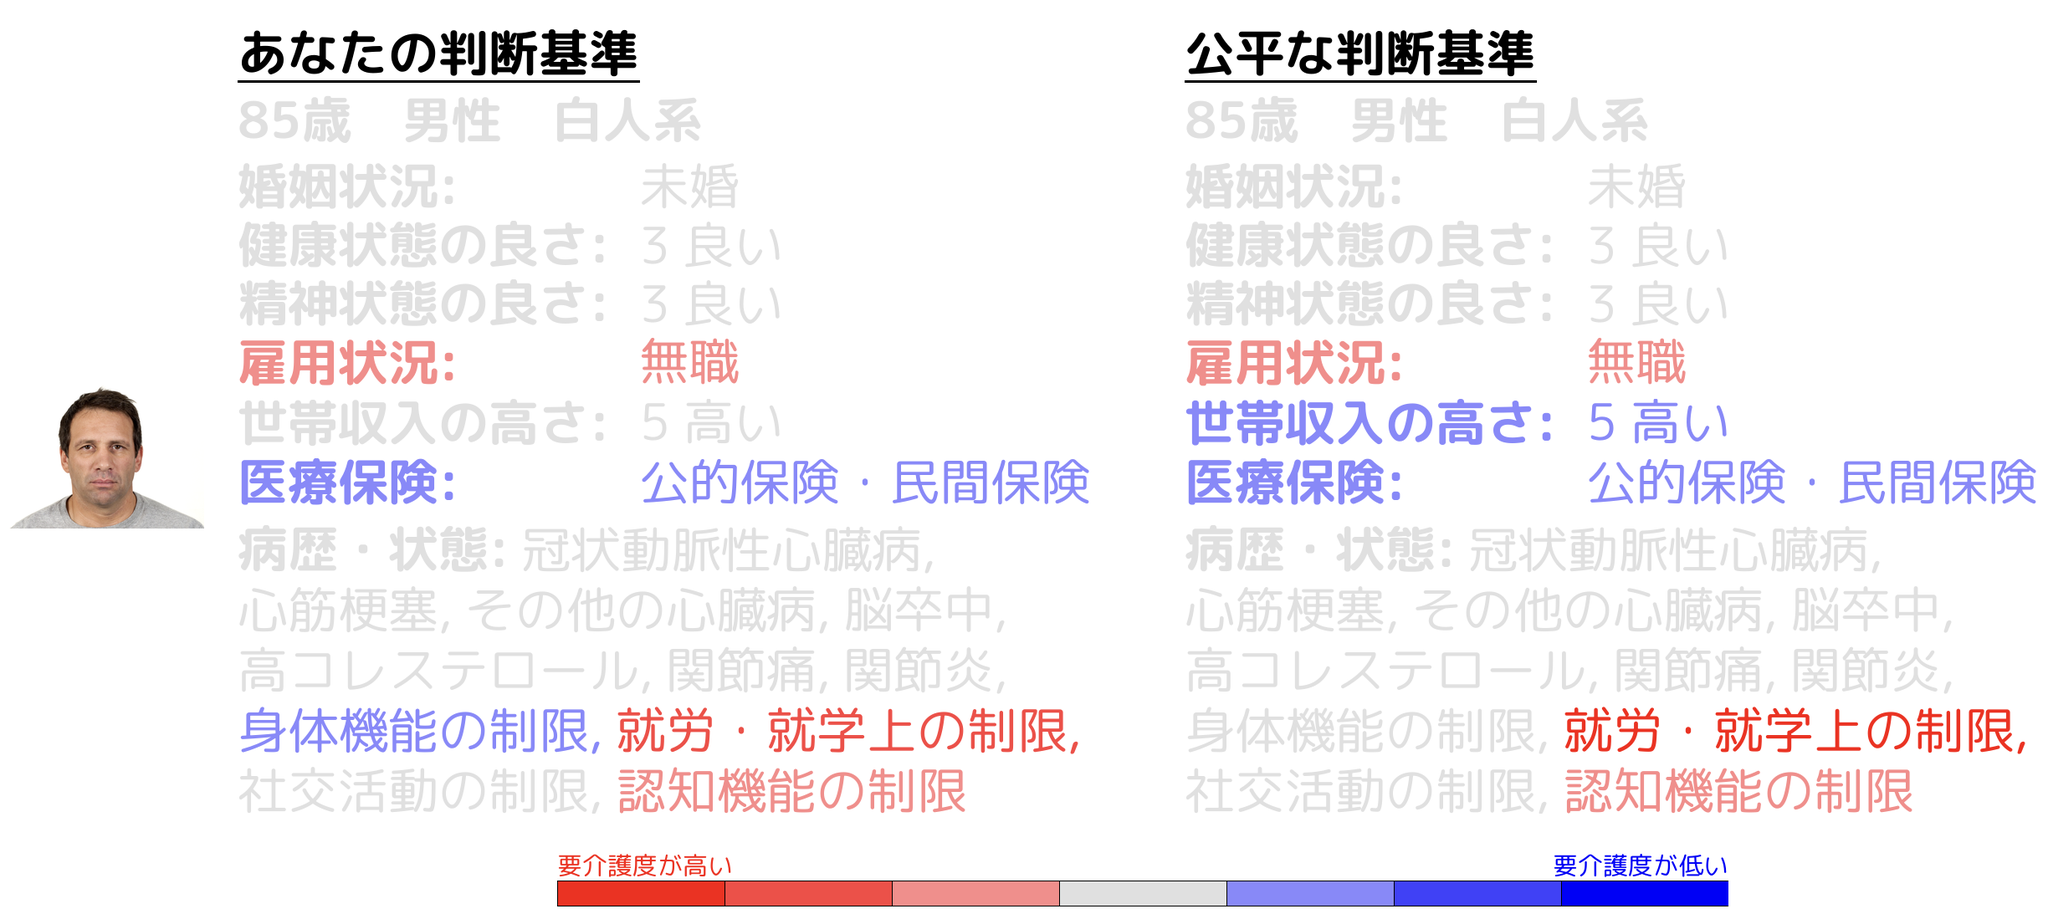 あなたの判断基準
85歳　男性　白人系
婚姻状況: 未婚
健康状態の良さ: 3 良い
精神状態の良さ: 3 良い
雇用状況: 無職
世帯収入の高さ: 5 高い
医療保険: 公的保険・民間保険
病歴・状態: 冠状動脈性心臓病,
心筋梗塞, その他の心臓病, 脳卒中,
高コレステロール, 関節痛, 関節炎,
身体機能の制限, 就労・就学上の制限,
社交活動の制限, 認知機能の制限
公平な判断基準
85歳　男性　白人系
婚姻状況: 未婚
健康状態の良さ: 3 良い
精神状態の良さ: 3 良い
雇用状況: 無職
世帯収入の高さ: 5 高い
医療保険: 公的保険・民間保険
病歴・状態: 冠状動脈性心臓病,
心筋梗塞, その他の心臓病, 脳卒中,
高コレステロール, 関節痛, 関節炎,
身体機能の制限, 就労・就学上の制限,
社交活動の制限, 認知機能の制限
要介護度が高い
要介護度が低い